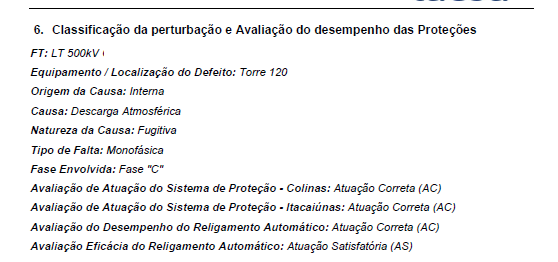 6. Classificação da perturbação e Avaliação do desempenho das Proteções
FT: LT 500kV
Equipamento / Localização do Defeito: Torre 120
Origem da Causa: Interna
Causa: Descarga Atmosférica
Natureza da Causa: Fugitiva
Tipo de Falta: Monofásica
Fase Envolvida: Fase "C"
Avaliação de Atuação do Sistema de Proteção - Colinas: Atuação Correta (AC)
Avaliação de Atuação do Sistema de Proteção - Itacaiúnas: Atuação Correta (AC)
Avaliação do Desempenho do Religamento Automático: Atuação Correta (AC)
Avaliação Eficácia do Religamento Automático: Atuação Satisfatória (AS)